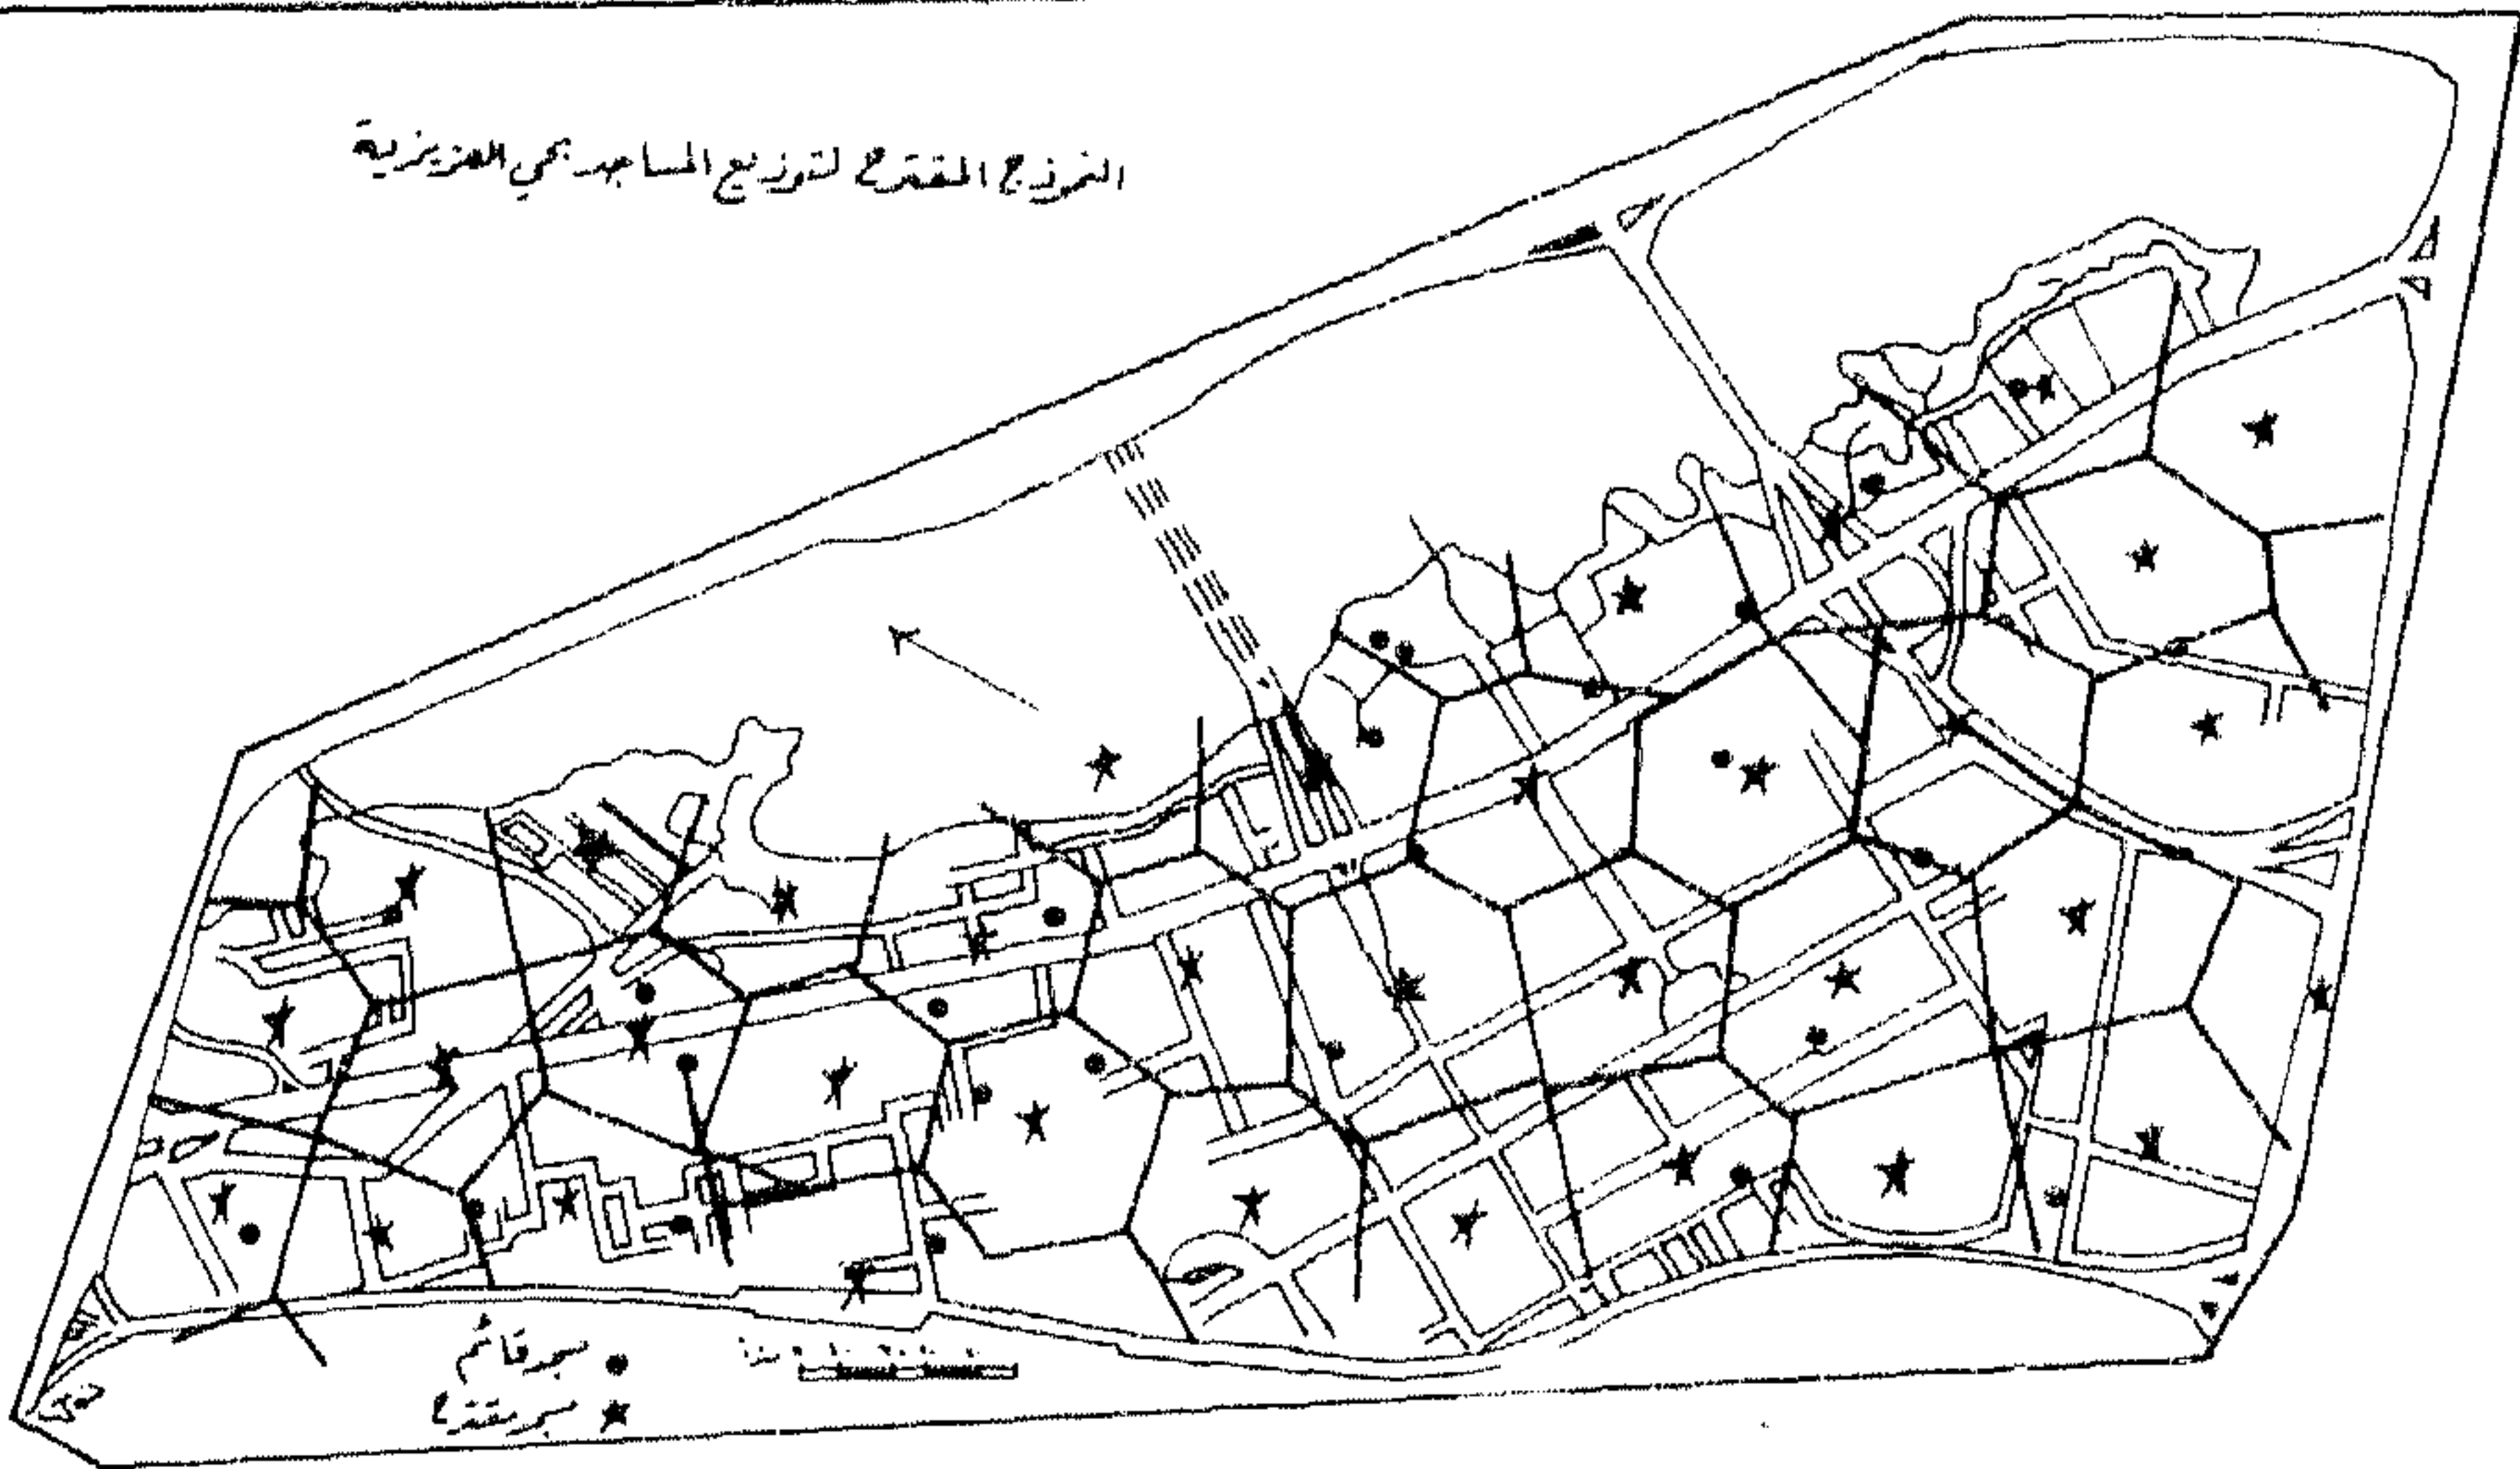 النموذج المقترح لتوزيع المساجد بحي العزيزية
مسجد قائم
مسجد مقترح